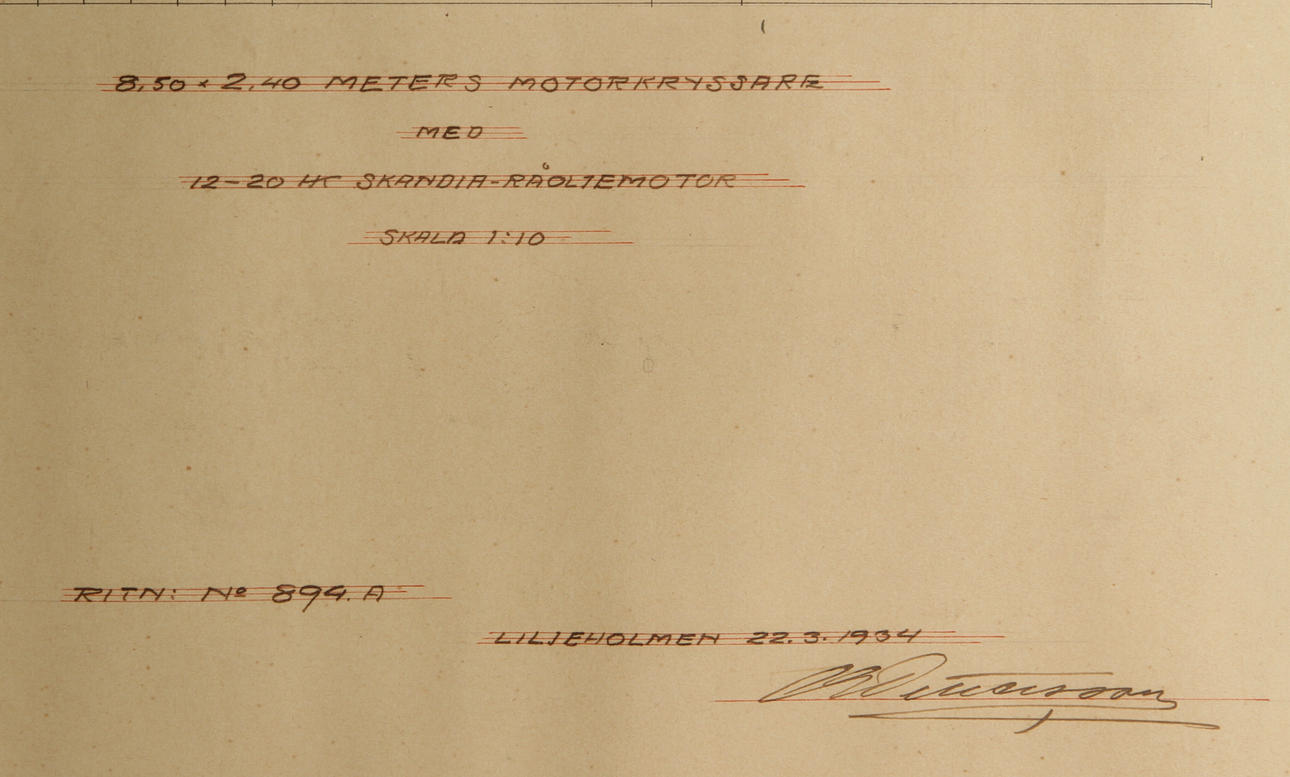 8,50 × 2,40 METERS MOTORKRYSSARE
MED
12-20 HK SKANDIA-RÅOLJEMOTOR
SKALA 1:10
RITN: Nº 894. A
LILJEHOLMEN 22.3.1934